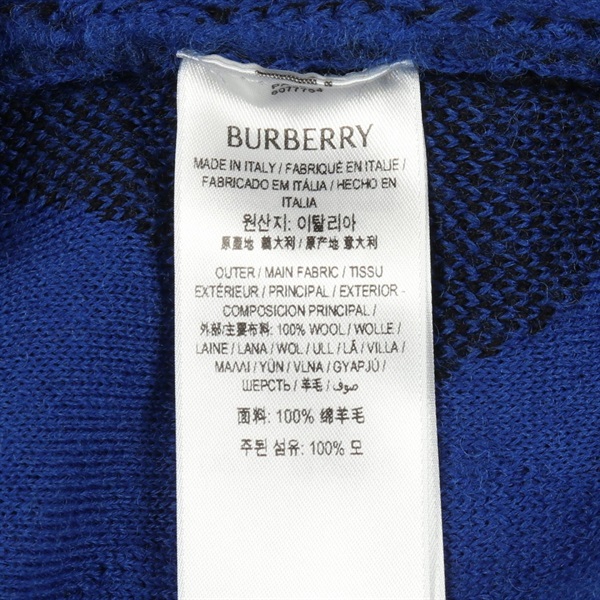 BURBERRY
MADE IN ITALY / FABRIQUÉ EN ITALIE /
FABRICADO EM ITÁLIA / HECHO EN
ITALIA
원산지: 이탈리아
原產地 義大利 / 原产地 意大利
OUTER / MAIN FABRIC / TISSU
EXTÉRIEUR / PRINCIPAL / EXTERIOR -
COMPOSICION PRINCIPAL /
外部/主要布料: 100% WOOL / WOLLE /
LAINE / LANA / WOL / ULL / LÃ / VILLA /
ΜΑΛΛΙ / YÜN / VLNA / GYAPJÚ /
ШЕРСТЬ / 羊毛 / صوف
面料: 100% 绵羊毛
주된 섬유: 100% 모